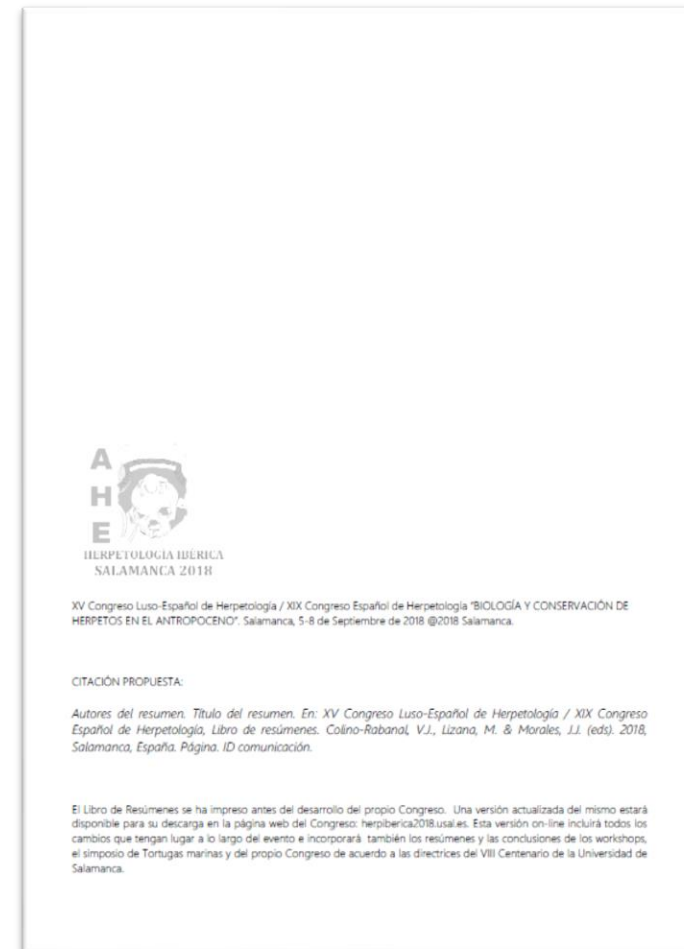 A
H
E
HERPETOLOGÍA IBÉRICA
SALAMANCA 2018
XV Congreso Luso-Español de Herpetología / XIX Congreso Español de Herpetología "BIOLOGÍA Y CONSERVACIÓN DE
HERPETOS EN EL ANTROPOCENO". Salamanca, 5-8 de Septiembre de 2018 @2018 Salamanca.
CITACIÓN PROPUESTA:
Autores del resumen. Título del resumen. En: XV Congreso Luso-Español de Herpetología / XIX Congreso
Español de Herpetología, Libro de resúmenes. Colino-Rabanal, V.J., Lizana, M. & Morales, J.J. (eds). 2018,
Salamanca, España. Página. ID comunicación.
El Libro de Resúmenes se ha impreso antes del desarrollo del propio Congreso. Una versión actualizada del mismo estará
disponible para su descarga en la página web del Congreso: herpiberica2018.usal.es. Esta versión on-line incluirá todos los
cambios que tengan lugar a lo largo del evento e incorporará también los resúmenes y las conclusiones de los workshops,
el simposio de Tortugas marinas y del propio Congreso de acuerdo a las directrices del VIII Centenario de la Universidad de
Salamanca.